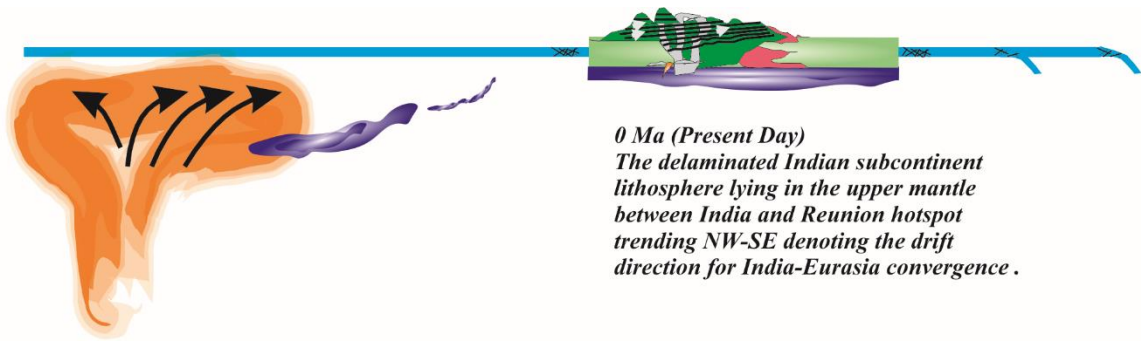 0 Ma (Present Day)
The delaminated Indian subcontinent
lithosphere lying in the upper mantle
between India and Reunion hotspot
trending NW-SE denoting the drift
direction for India-Eurasia convergence .